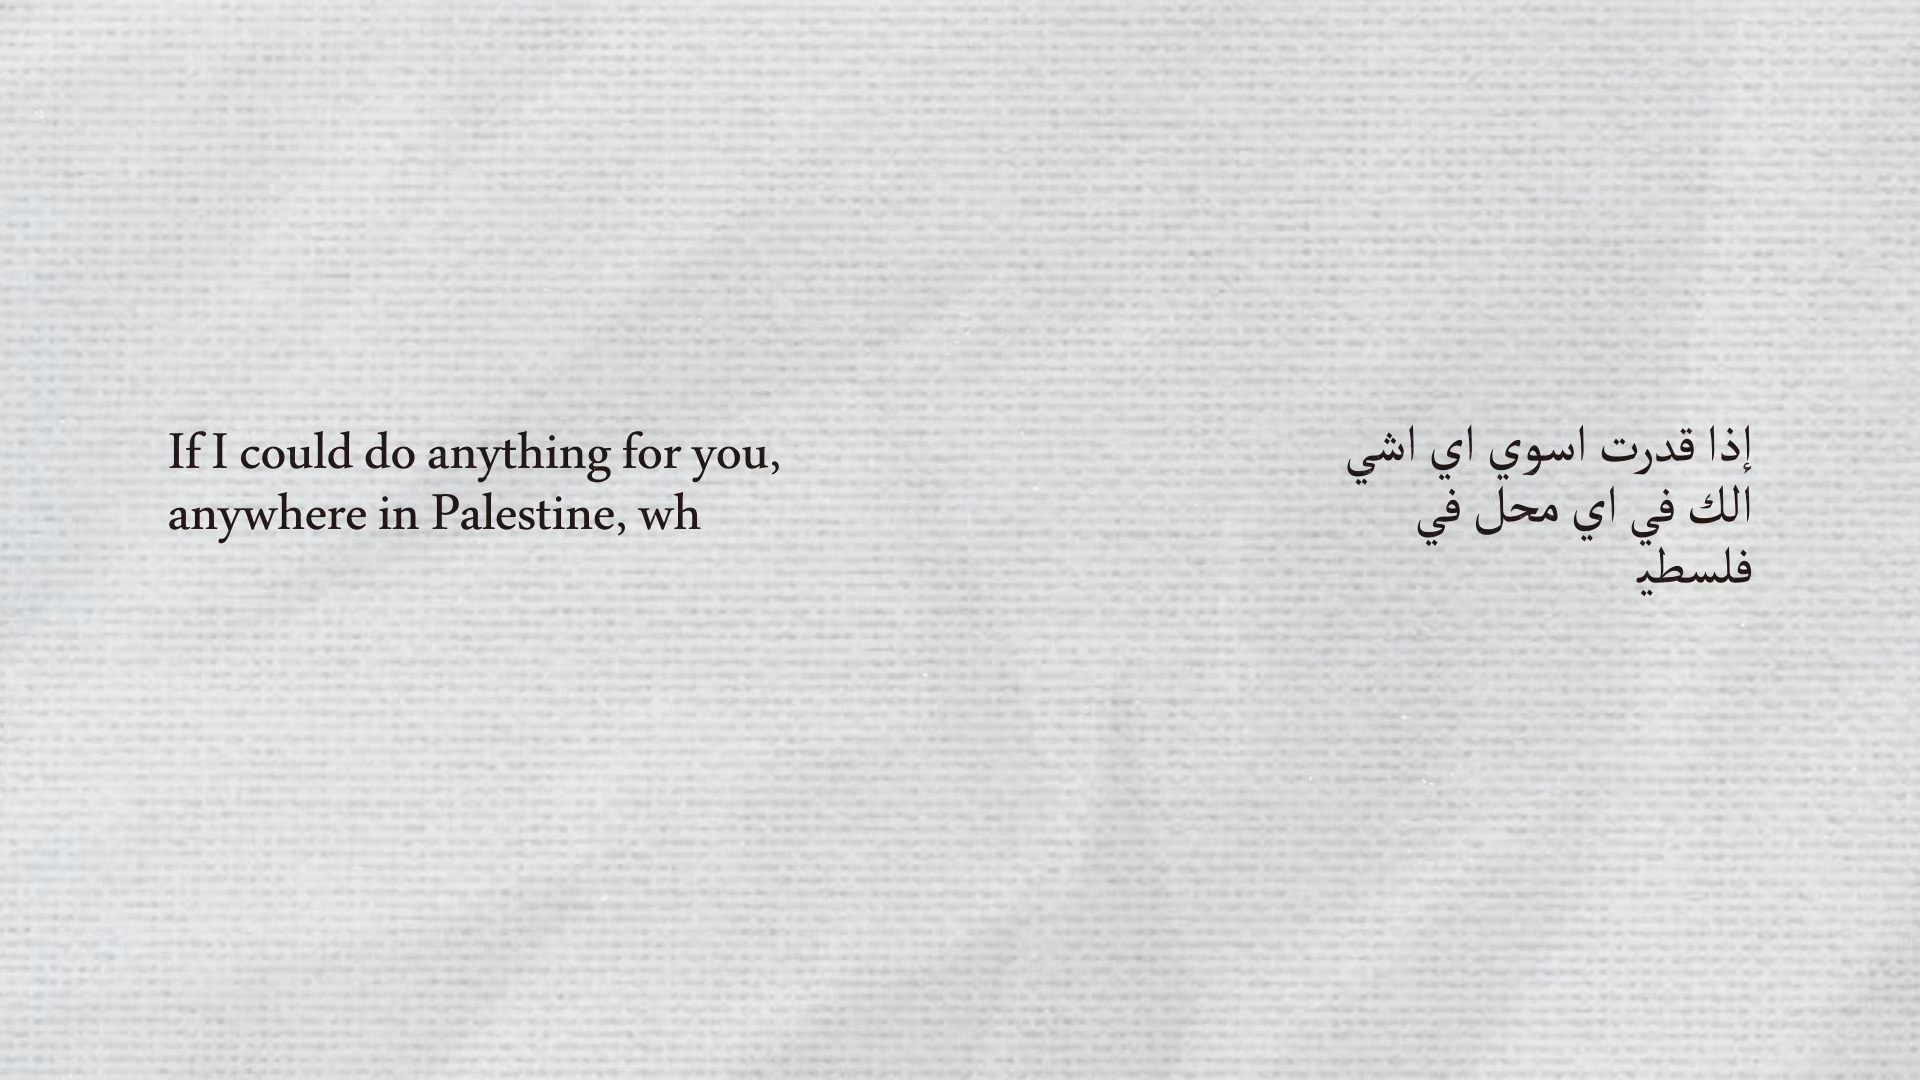 If I could do anything for you,
anywhere in Palestine, wh
إذا قدرت اسوي اي اشي
الك في اي محل في
فلسطيـ